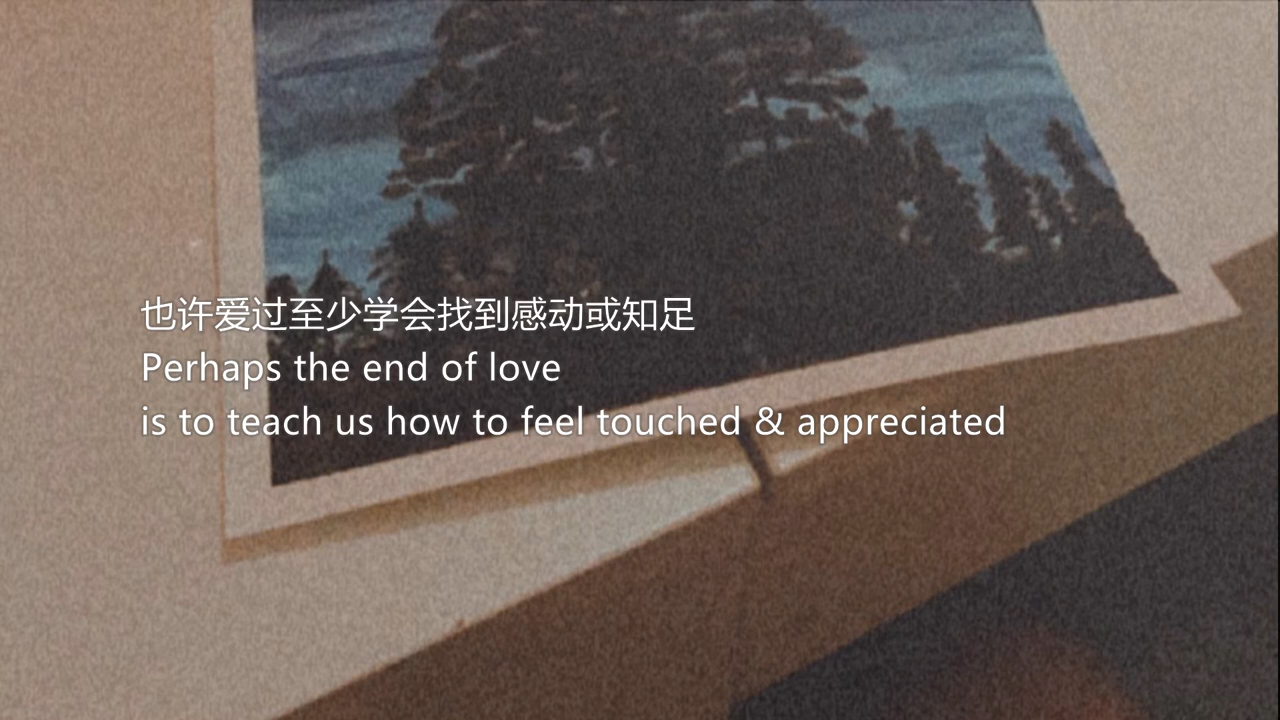 也许爱过至少学会找到感动或知足
Perhaps the end of love
is to teach us how to feel touched & appreciated